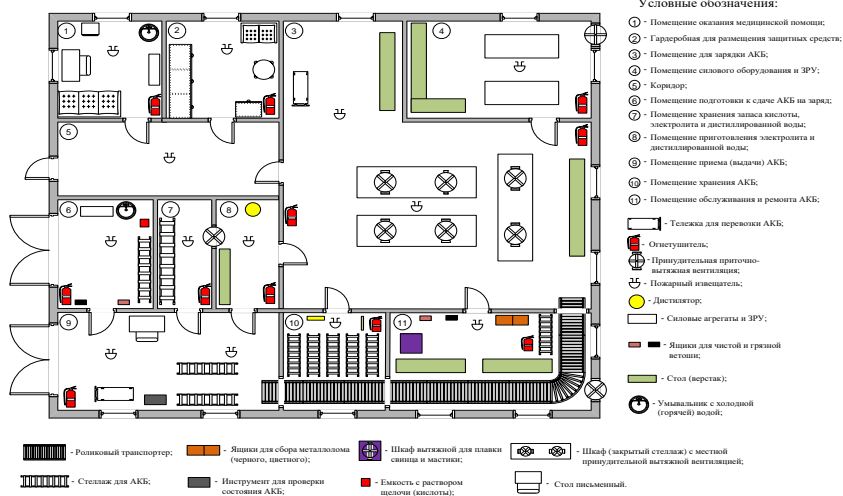 Условные обозначения:
1 - Помещение оказания медицинской помощи;
2 - Гардеробная для размещения защитных средств;
3 - Помещение для зарядки АКБ;
4 - Помещение силового оборудования и ЗРУ;
5 - Коридор;
6 - Помещение подготовки к сдаче АКБ на заряд;
7 - Помещение хранения запаса кислоты,
электролита и дистиллированной воды;
8 - Помещение приготовления электролита и
дистиллированной воды;
9 - Помещение приема (выдачи) АКБ;
10 - Помещение хранения АКБ;
11 - Помещение обслуживания и ремонта АКБ;
- Тележка для перевозки АКБ;
- Огнетушитель;
- Принудительная приточно-
вытяжная вентиляция;
- Пожарный извещатель;
- Дистилятор;
- Силовые агрегаты и ЗРУ;
- Ящики для чистой и грязной
ветоши;
- Стол (верстак);
- Умывальник с холодной
(горячей) водой;
1
2
3
4
5
6
7
8
9
10
11
- Роликовый транспортер;
- Ящики для сбора металлолома
(черного, цветного);
- Шкаф вытяжной для плавки
свинца и мастики;
- Шкаф (закрытый стеллаж) с местной
принудительной вытяжной вентиляцией;
- Стеллаж для АКБ;
- Инструмент для проверки
состояния АКБ;
- Емкость с раствором
щелочи (кислоты);
- Стол письменный.